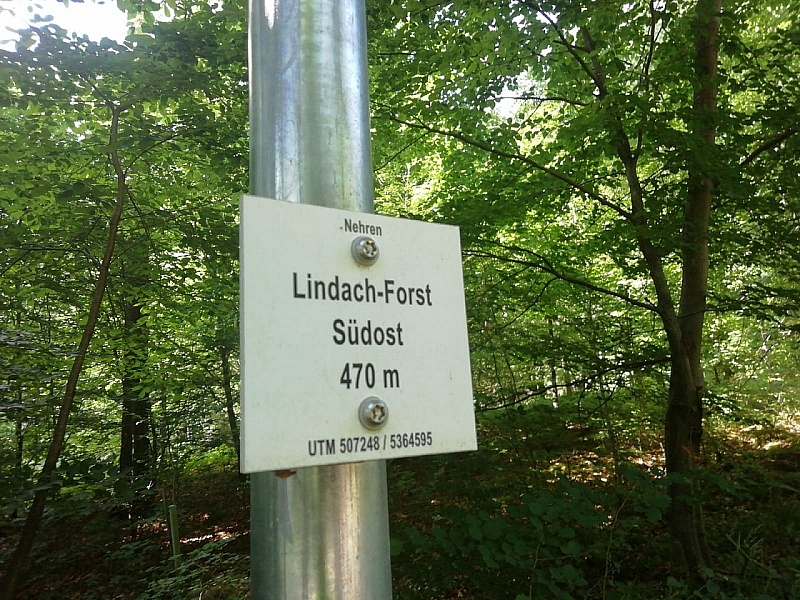 Nehren
Lindach-Forst
Südost
470 m
UTM 507248 / 5364595